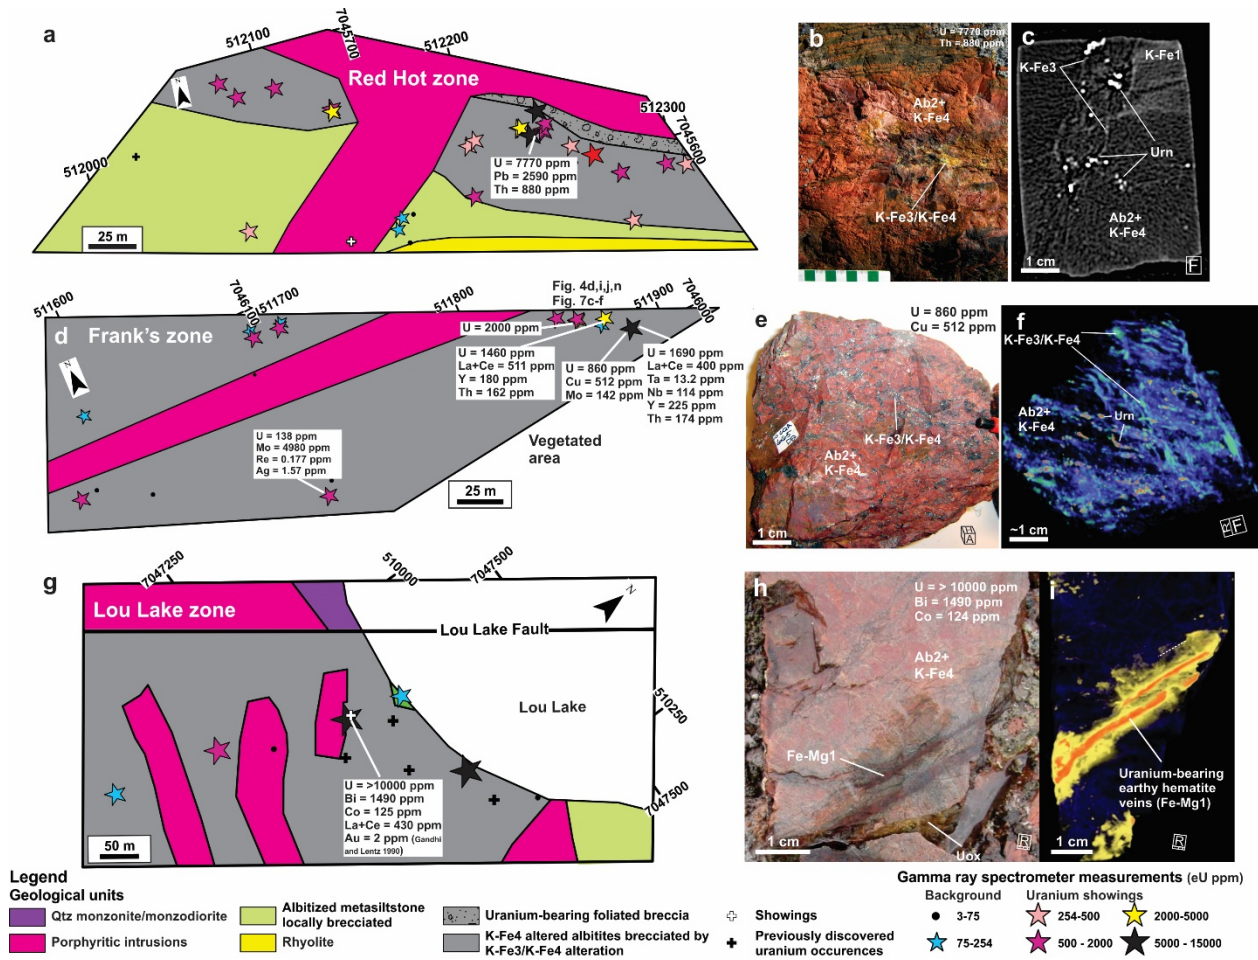 a
512100
7045700
512200
Red Hot zone
512300
7045600
512000
N
U = 7770 ppm
Pb = 2590 ppm
Th = 880 ppm
25 m
b
U = 7770 ppm
Th = 880 ppm
Ab2+
K-Fe4
K-Fe3/K-Fe4
c
K-Fe3
K-Fe1
Urn
Ab2+
K-Fe4
1 cm
F
d
511600
7046100
511700
511800
Fig. 4d,i,j,n
Fig. 7c-f
511900
7046000
Frank's zone
N
U = 2000 ppm
U = 1460 ppm
La+Ce = 511 ppm
Y = 180 ppm
Th = 162 ppm
U = 860 ppm
Cu = 512 ppm
Mo = 142 ppm
U = 1690 ppm
La+Ce = 400 ppm
Ta = 13.2 ppm
Nb = 114 ppm
Y = 225 ppm
Th = 174 ppm
U = 138 ppm
Mo = 4980 ppm
Re = 0.177 ppm
Ag = 1.57 ppm
Vegetated
area
25 m
e
U = 860 ppm
Cu = 512 ppm
K-Fe3/K-Fe4
Ab2+
K-Fe4
1 cm
f
K-Fe3/K-Fe4
Ab2+
K-Fe4
Urn
~1 cm
R F
g
7047250
510000
7047500
Lou Lake zone
N
Lou Lake Fault
Lou Lake
510250
7047500
U = >10000 ppm
Bi = 1490 ppm
Co = 125 ppm
La+Ce = 430 ppm
Au = 2 ppm (Gandhi
and Lentz 1990)
50 m
h
U = > 10000 ppm
Bi = 1490 ppm
Co = 124 ppm
Ab2+
K-Fe4
Fe-Mg1
Uox
1 cm
R
i
Uranium-bearing
earthy hematite
veins (Fe-Mg1)
1 cm
R
Legend
Geological units
Qtz monzonite/monzodiorite
Porphyritic intrusions
Albitized metasiltstone
locally brecciated
Rhyolite
Uranium-bearing foliated breccia
K-Fe4 altered albitites brecciated by
K-Fe3/K-Fe4 alteration
Showings
Previously discovered
uranium occurences
Gamma ray spectrometer measurements (eU ppm)
Background
Uranium showings
3-75
75-254
254-500
500 - 2000
2000-5000
5000 - 15000